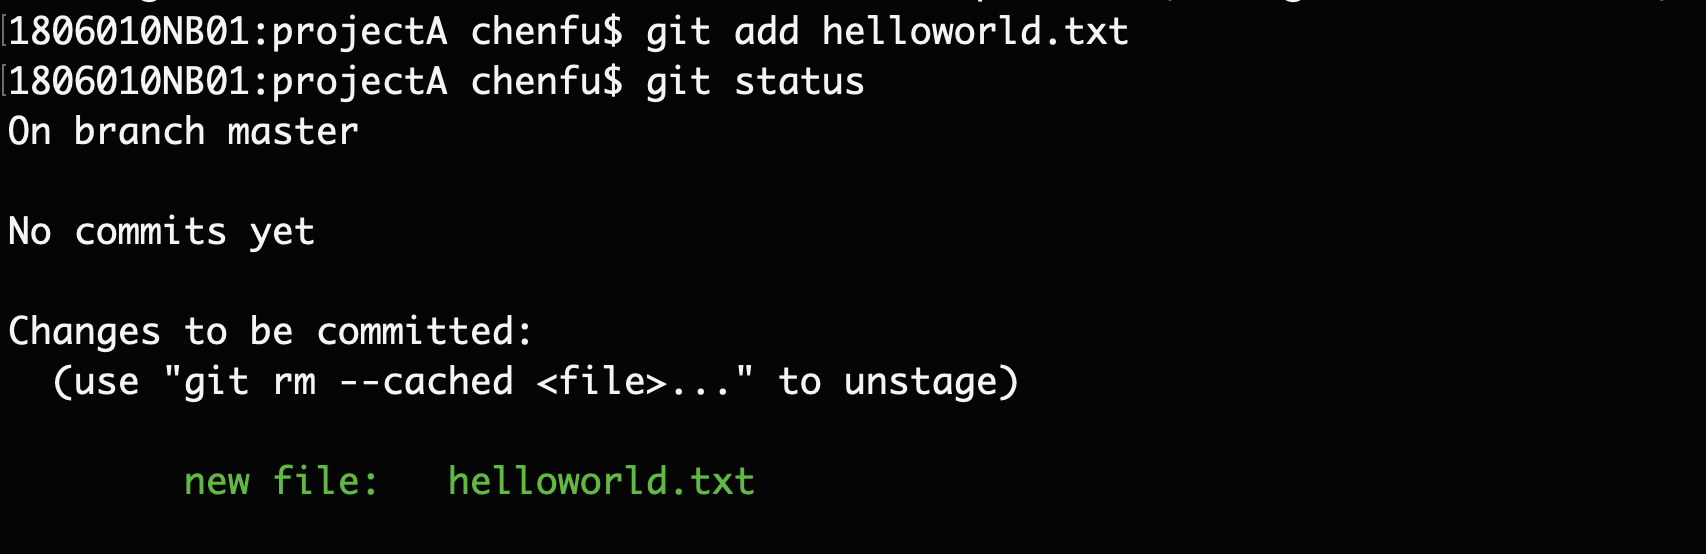 [1806010NB01:projectA chenfu$ git add helloworld.txt
[1806010NB01:projectA chenfu$ git status
On branch master
No commits yet
Changes to be committed:
(use "git rm --cached <file>..." to unstage)
new file:   helloworld.txt